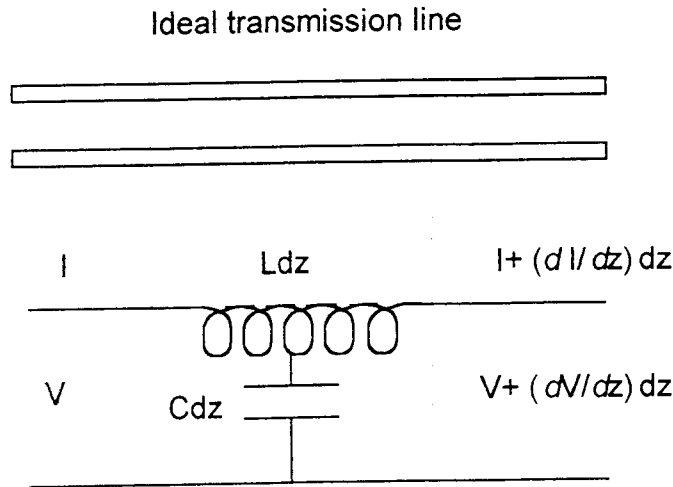 Ideal transmission line
I Ldz I+ (dI/dz) dz
V Cdz V+ (dV/dz) dz